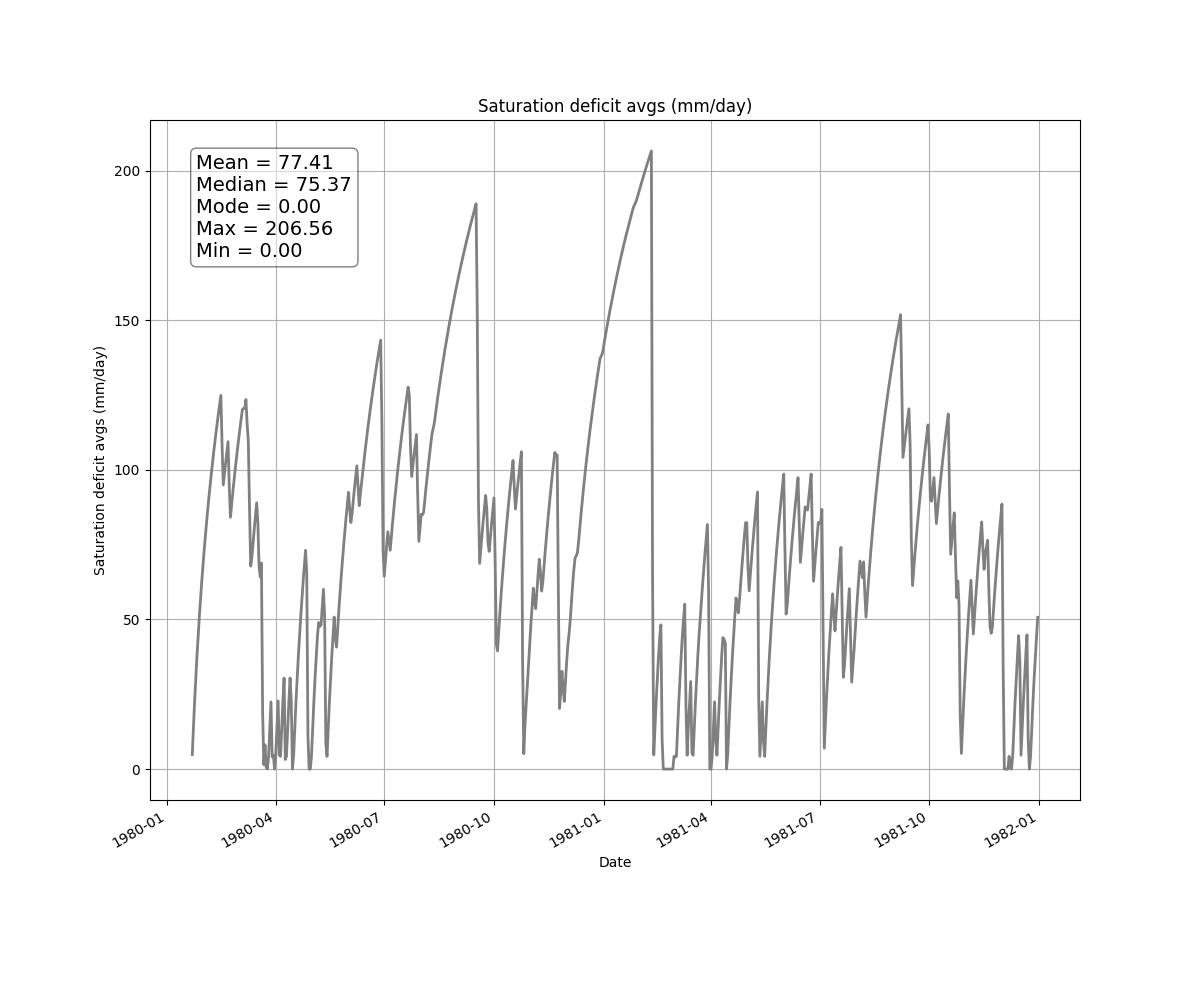 Saturation deficit avgs (mm/day)
Mean = 77.41
Median = 75.37
Mode = 0.00
Max = 206.56
Min = 0.00
200
150
100
50
0
Saturation deficit avgs (mm/day)
1980-01
1980-04
1980-07
1980-10
1981-01
1981-04
1981-07
1981-10
1982-01
Date